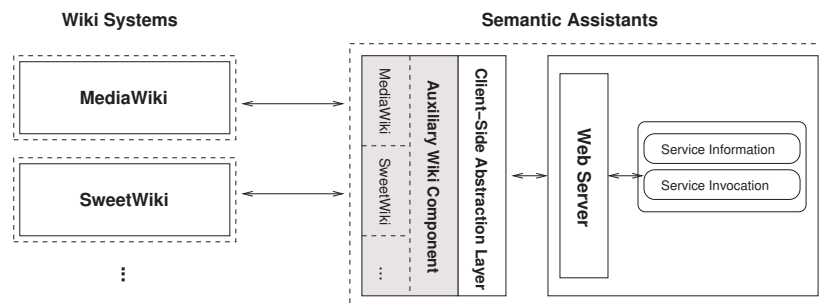 Wiki Systems
Semantic Assistants
MediaWiki
SweetWiki
...
MediaWiki
SweetWiki
...
Auxiliary Wiki Component
Client-Side Abstraction Layer
Web Server
Service Information
Service Invocation